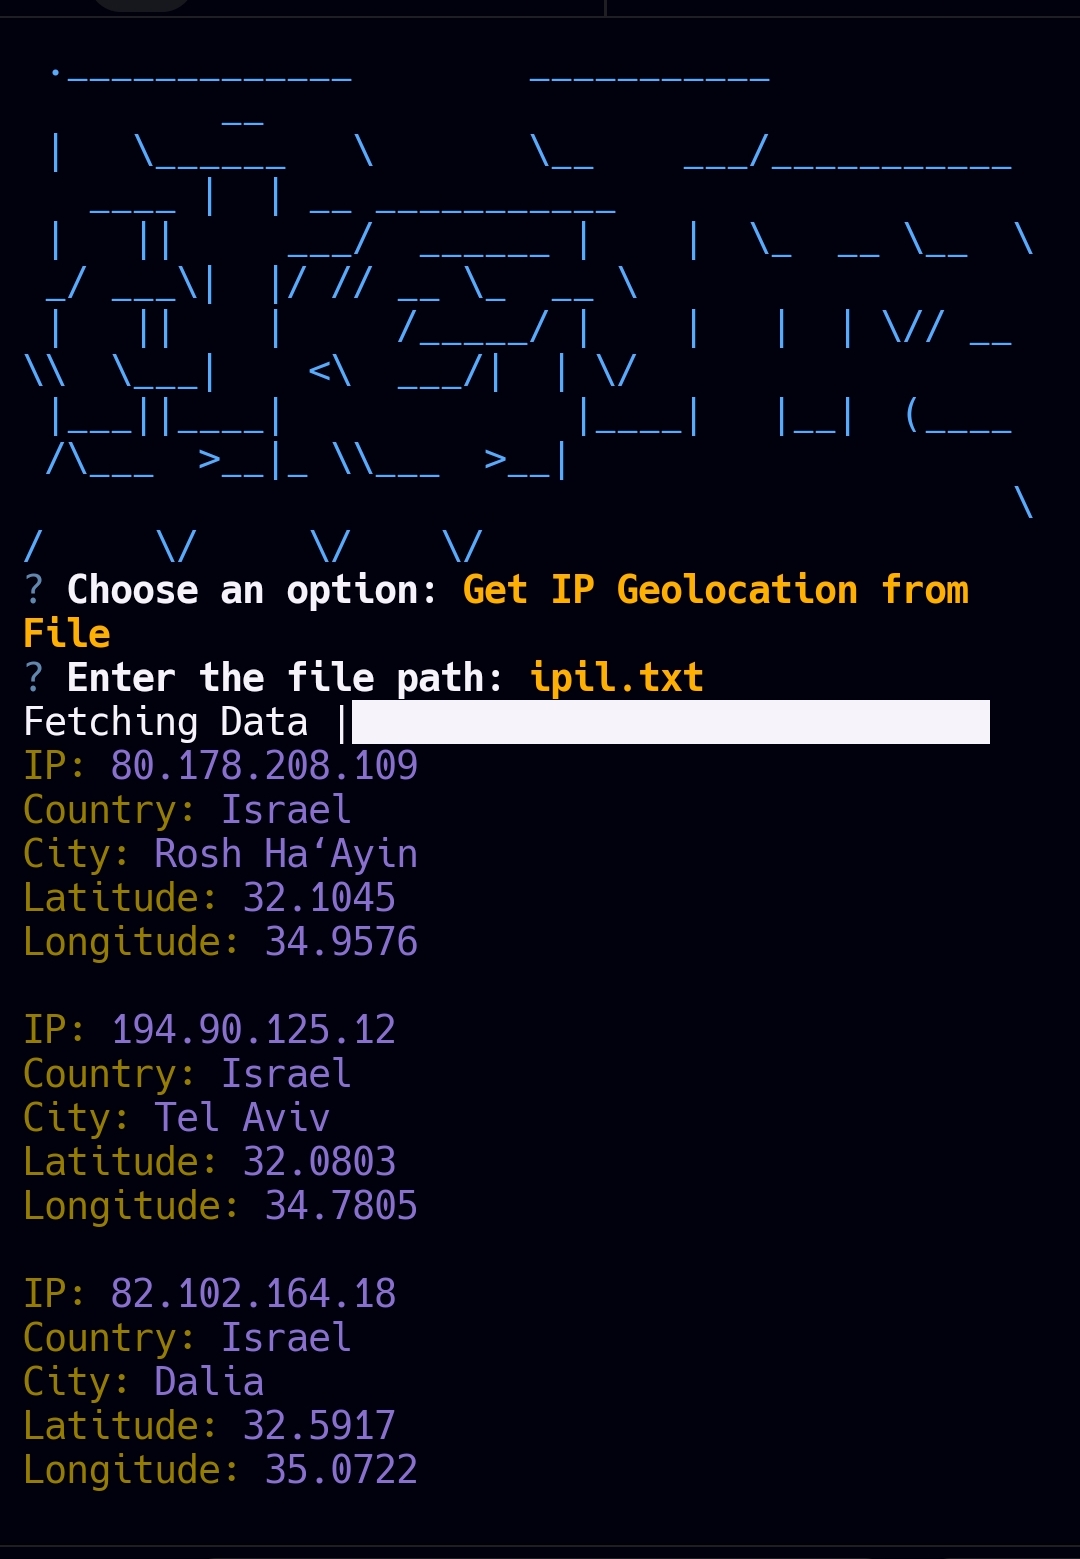 ? Choose an option: Get IP Geolocation from
File
? Enter the file path: ipil.txt
Fetching Data |
IP: 80.178.208.109
Country: Israel
City: Rosh Ha‘Ayin
Latitude: 32.1045
Longitude: 34.9576
IP: 194.90.125.12
Country: Israel
City: Tel Aviv
Latitude: 32.0803
Longitude: 34.7805
IP: 82.102.164.18
Country: Israel
City: Dalia
Latitude: 32.5917
Longitude: 35.0722